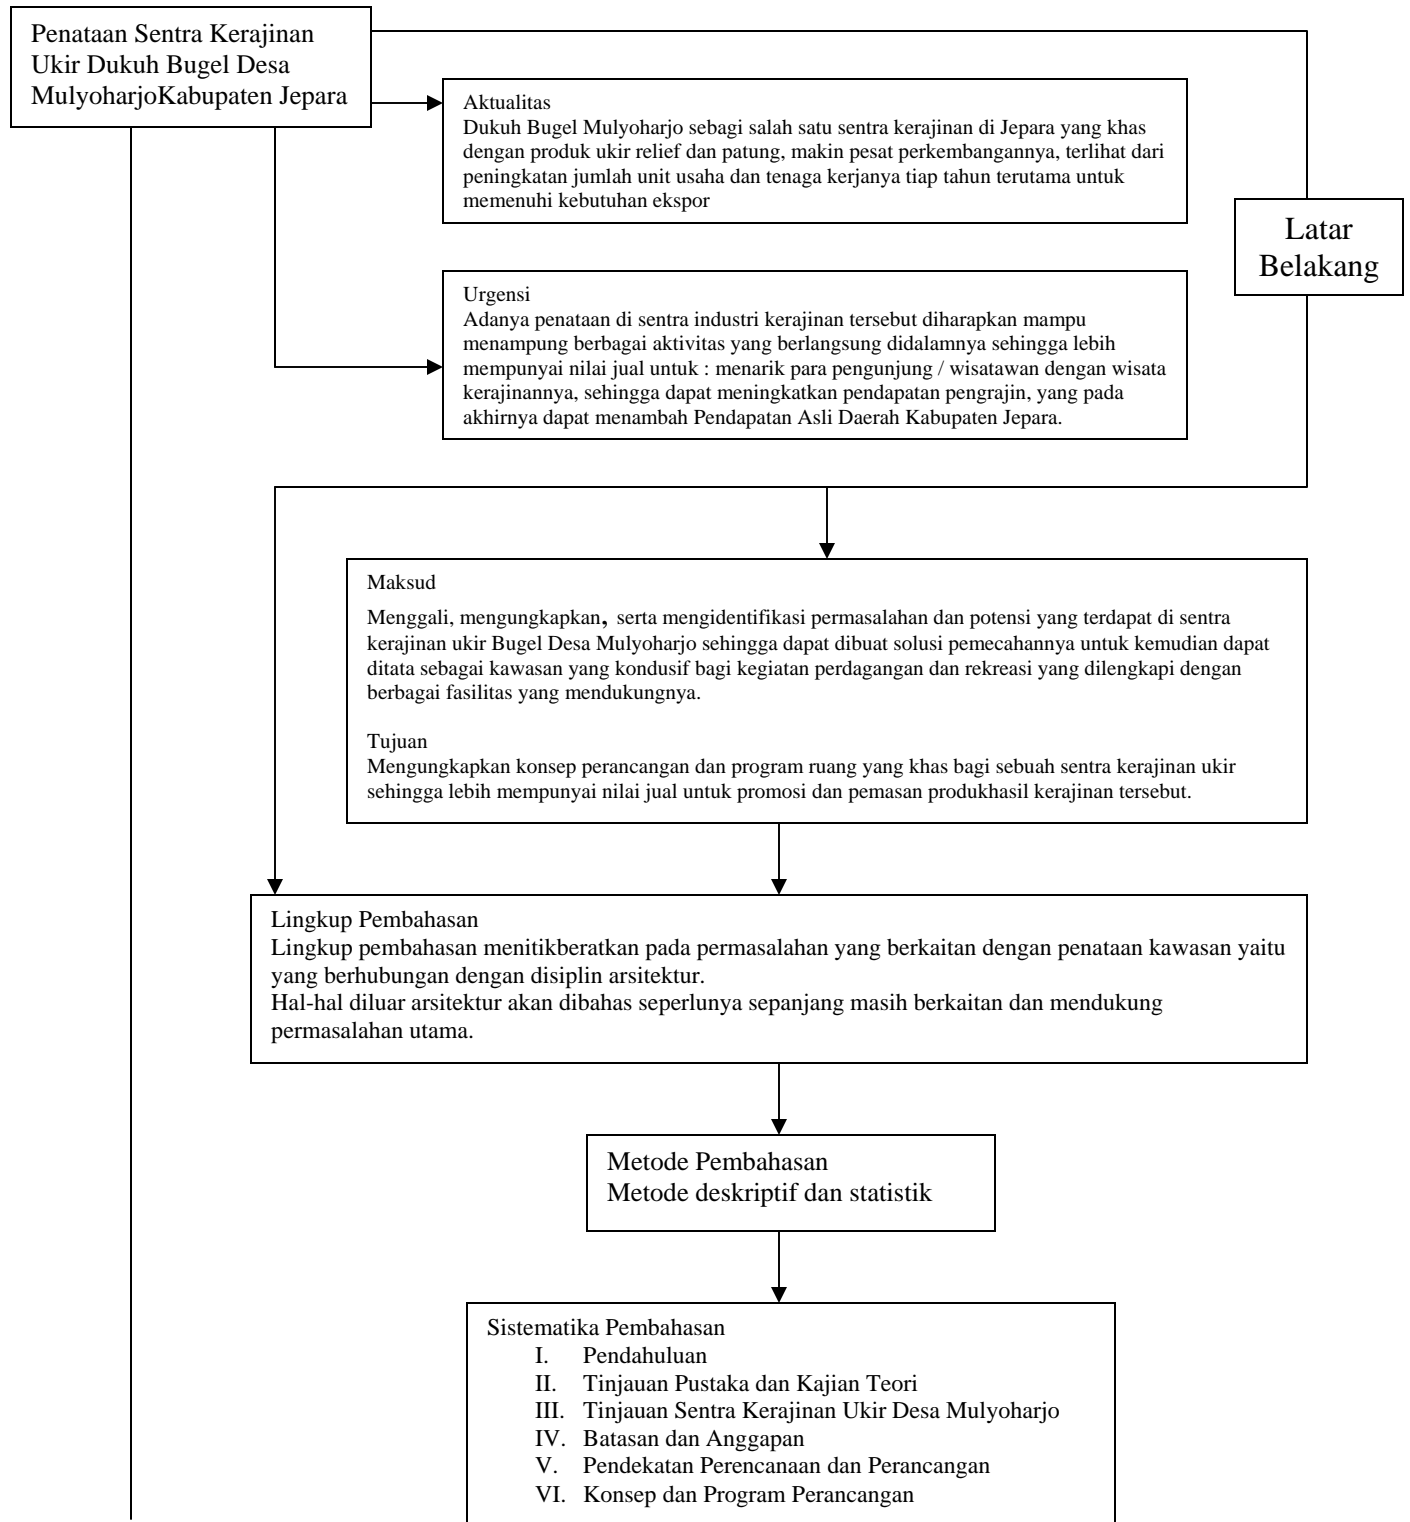 Penataan Sentra Kerajinan
Ukir Dukuh Bugel Desa
MulyoharjoKabupaten Jepara
Aktualitas
Dukuh Bugel Mulyoharjo sebagi salah satu sentra kerajinan di Jepara yang khas
dengan produk ukir relief dan patung, makin pesat perkembangannya, terlihat dari
peningkatan jumlah unit usaha dan tenaga kerjanya tiap tahun terutama untuk
memenuhi kebutuhan ekspor
Latar
Belakang
Urgensi
Adanya penataan di sentra industri kerajinan tersebut diharapkan mampu
menampung berbagai aktivitas yang berlangsung didalamnya sehingga lebih
mempunyai nilai jual untuk : menarik para pengunjung / wisatawan dengan wisata
kerajinannya, sehingga dapat meningkatkan pendapatan pengrajin, yang pada
akhirnya dapat menambah Pendapatan Asli Daerah Kabupaten Jepara.
Maksud
Menggali, mengungkapkan, serta mengidentifikasi permasalahan dan potensi yang terdapat di sentra
kerajinan ukir Bugel Desa Mulyoharjo sehingga dapat dibuat solusi pemecahannya untuk kemudian dapat
ditata sebagai kawasan yang kondusif bagi kegiatan perdagangan dan rekreasi yang dilengkapi dengan
berbagai fasilitas yang mendukungnya.
Tujuan
Mengungkapkan konsep perancangan dan program ruang yang khas bagi sebuah sentra kerajinan ukir
sehingga lebih mempunyai nilai jual untuk promosi dan pemasan produkhasil kerajinan tersebut.
Lingkup Pembahasan
Lingkup pembahasan menitikberatkan pada permasalahan yang berkaitan dengan penataan kawasan yaitu
yang berhubungan dengan disiplin arsitektur.
Hal-hal diluar arsitektur akan dibahas seperlunya sepanjang masih berkaitan dan mendukung
permasalahan utama.
Metode Pembahasan
Metode deskriptif dan statistik
Sistematika Pembahasan
I. Pendahuluan
II. Tinjauan Pustaka dan Kajian Teori
III. Tinjauan Sentra Kerajinan Ukir Desa Mulyoharjo
IV. Batasan dan Anggapan
V. Pendekatan Perencanaan dan Perancangan
VI. Konsep dan Program Perancangan